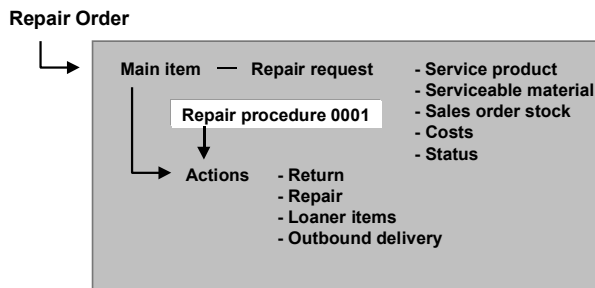 Repair Order
Main item — Repair request - Service product
- Serviceable material
- Sales order stock
- Costs
- Status
Repair procedure 0001
Actions - Return
- Repair
- Loaner items
- Outbound delivery